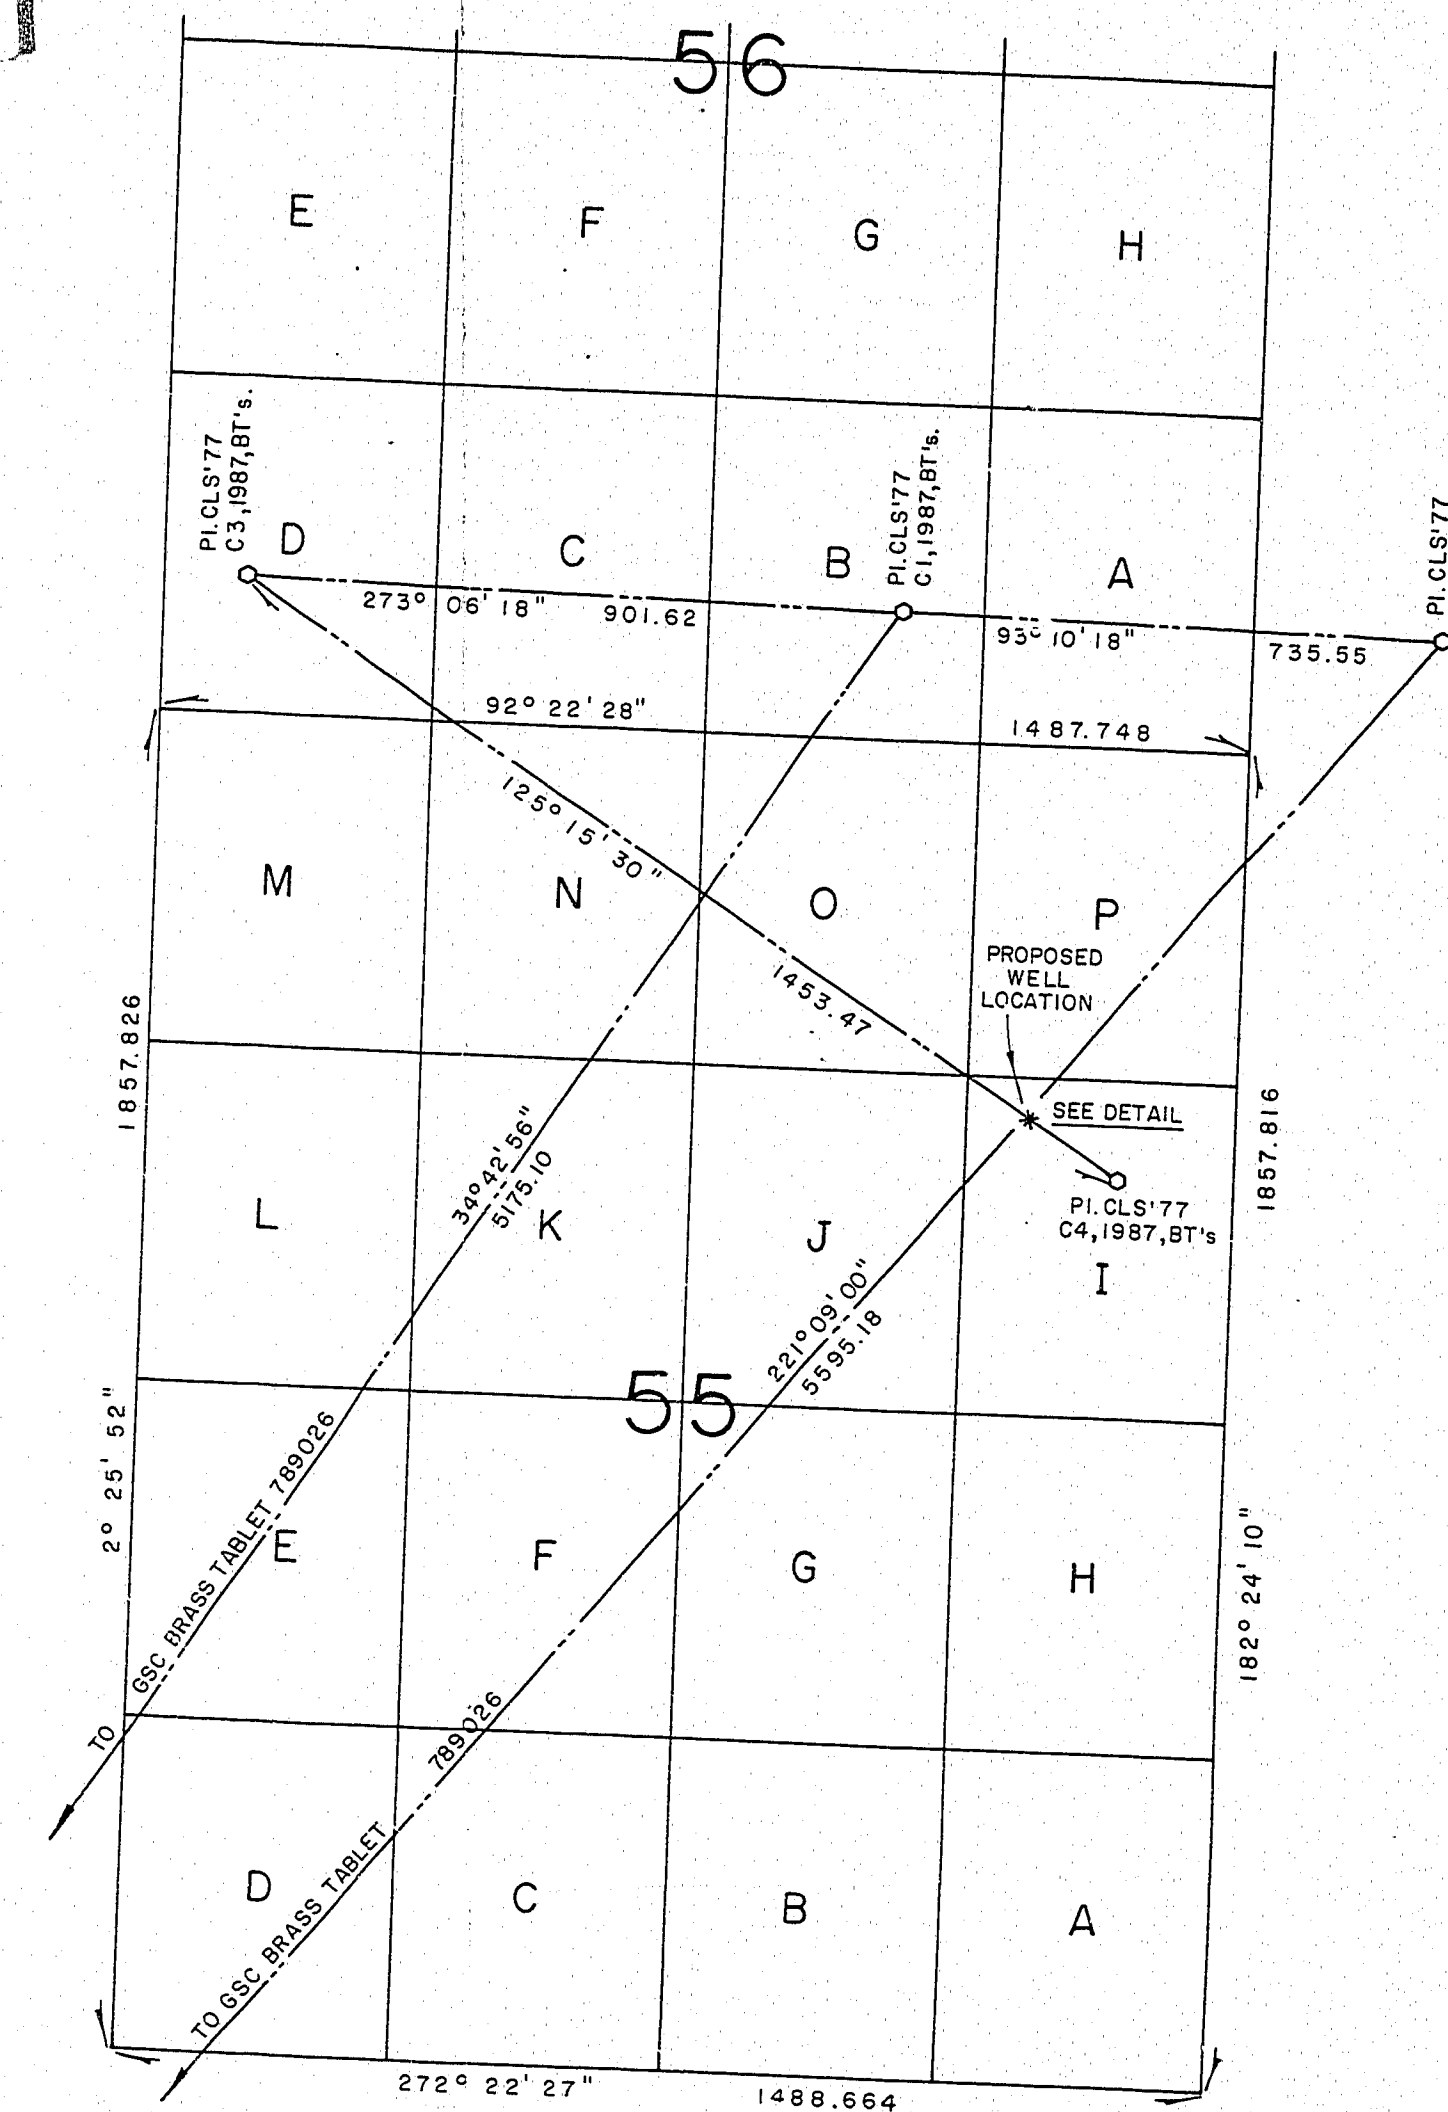 56
E
F
G
H
PI.CLS'77
C3,1987,BT's.
D
C
B
PI.CLS'77
C1,1987,BT's.
A
PI.CLS'77
273° 06' 18" 901.62
93° 10' 18"
735.55
92° 22' 28"
1487.748
125° 15' 30"
1453.47
M
N
O
P
PROPOSED
WELL
LOCATION
SEE DETAIL
PI.CLS'77
C4,1987,BT's
1857.826
2° 25' 52"
1857.816
182° 24' 10"
34° 42' 56"
5175.10
L
K
J
I
221° 09' 00"
5595.18
55
TO GSC BRASS TABLET 789026
E
F
G
H
TO GSC BRASS TABLET 789026
D
C
B
A
272° 22' 27"
1488.664